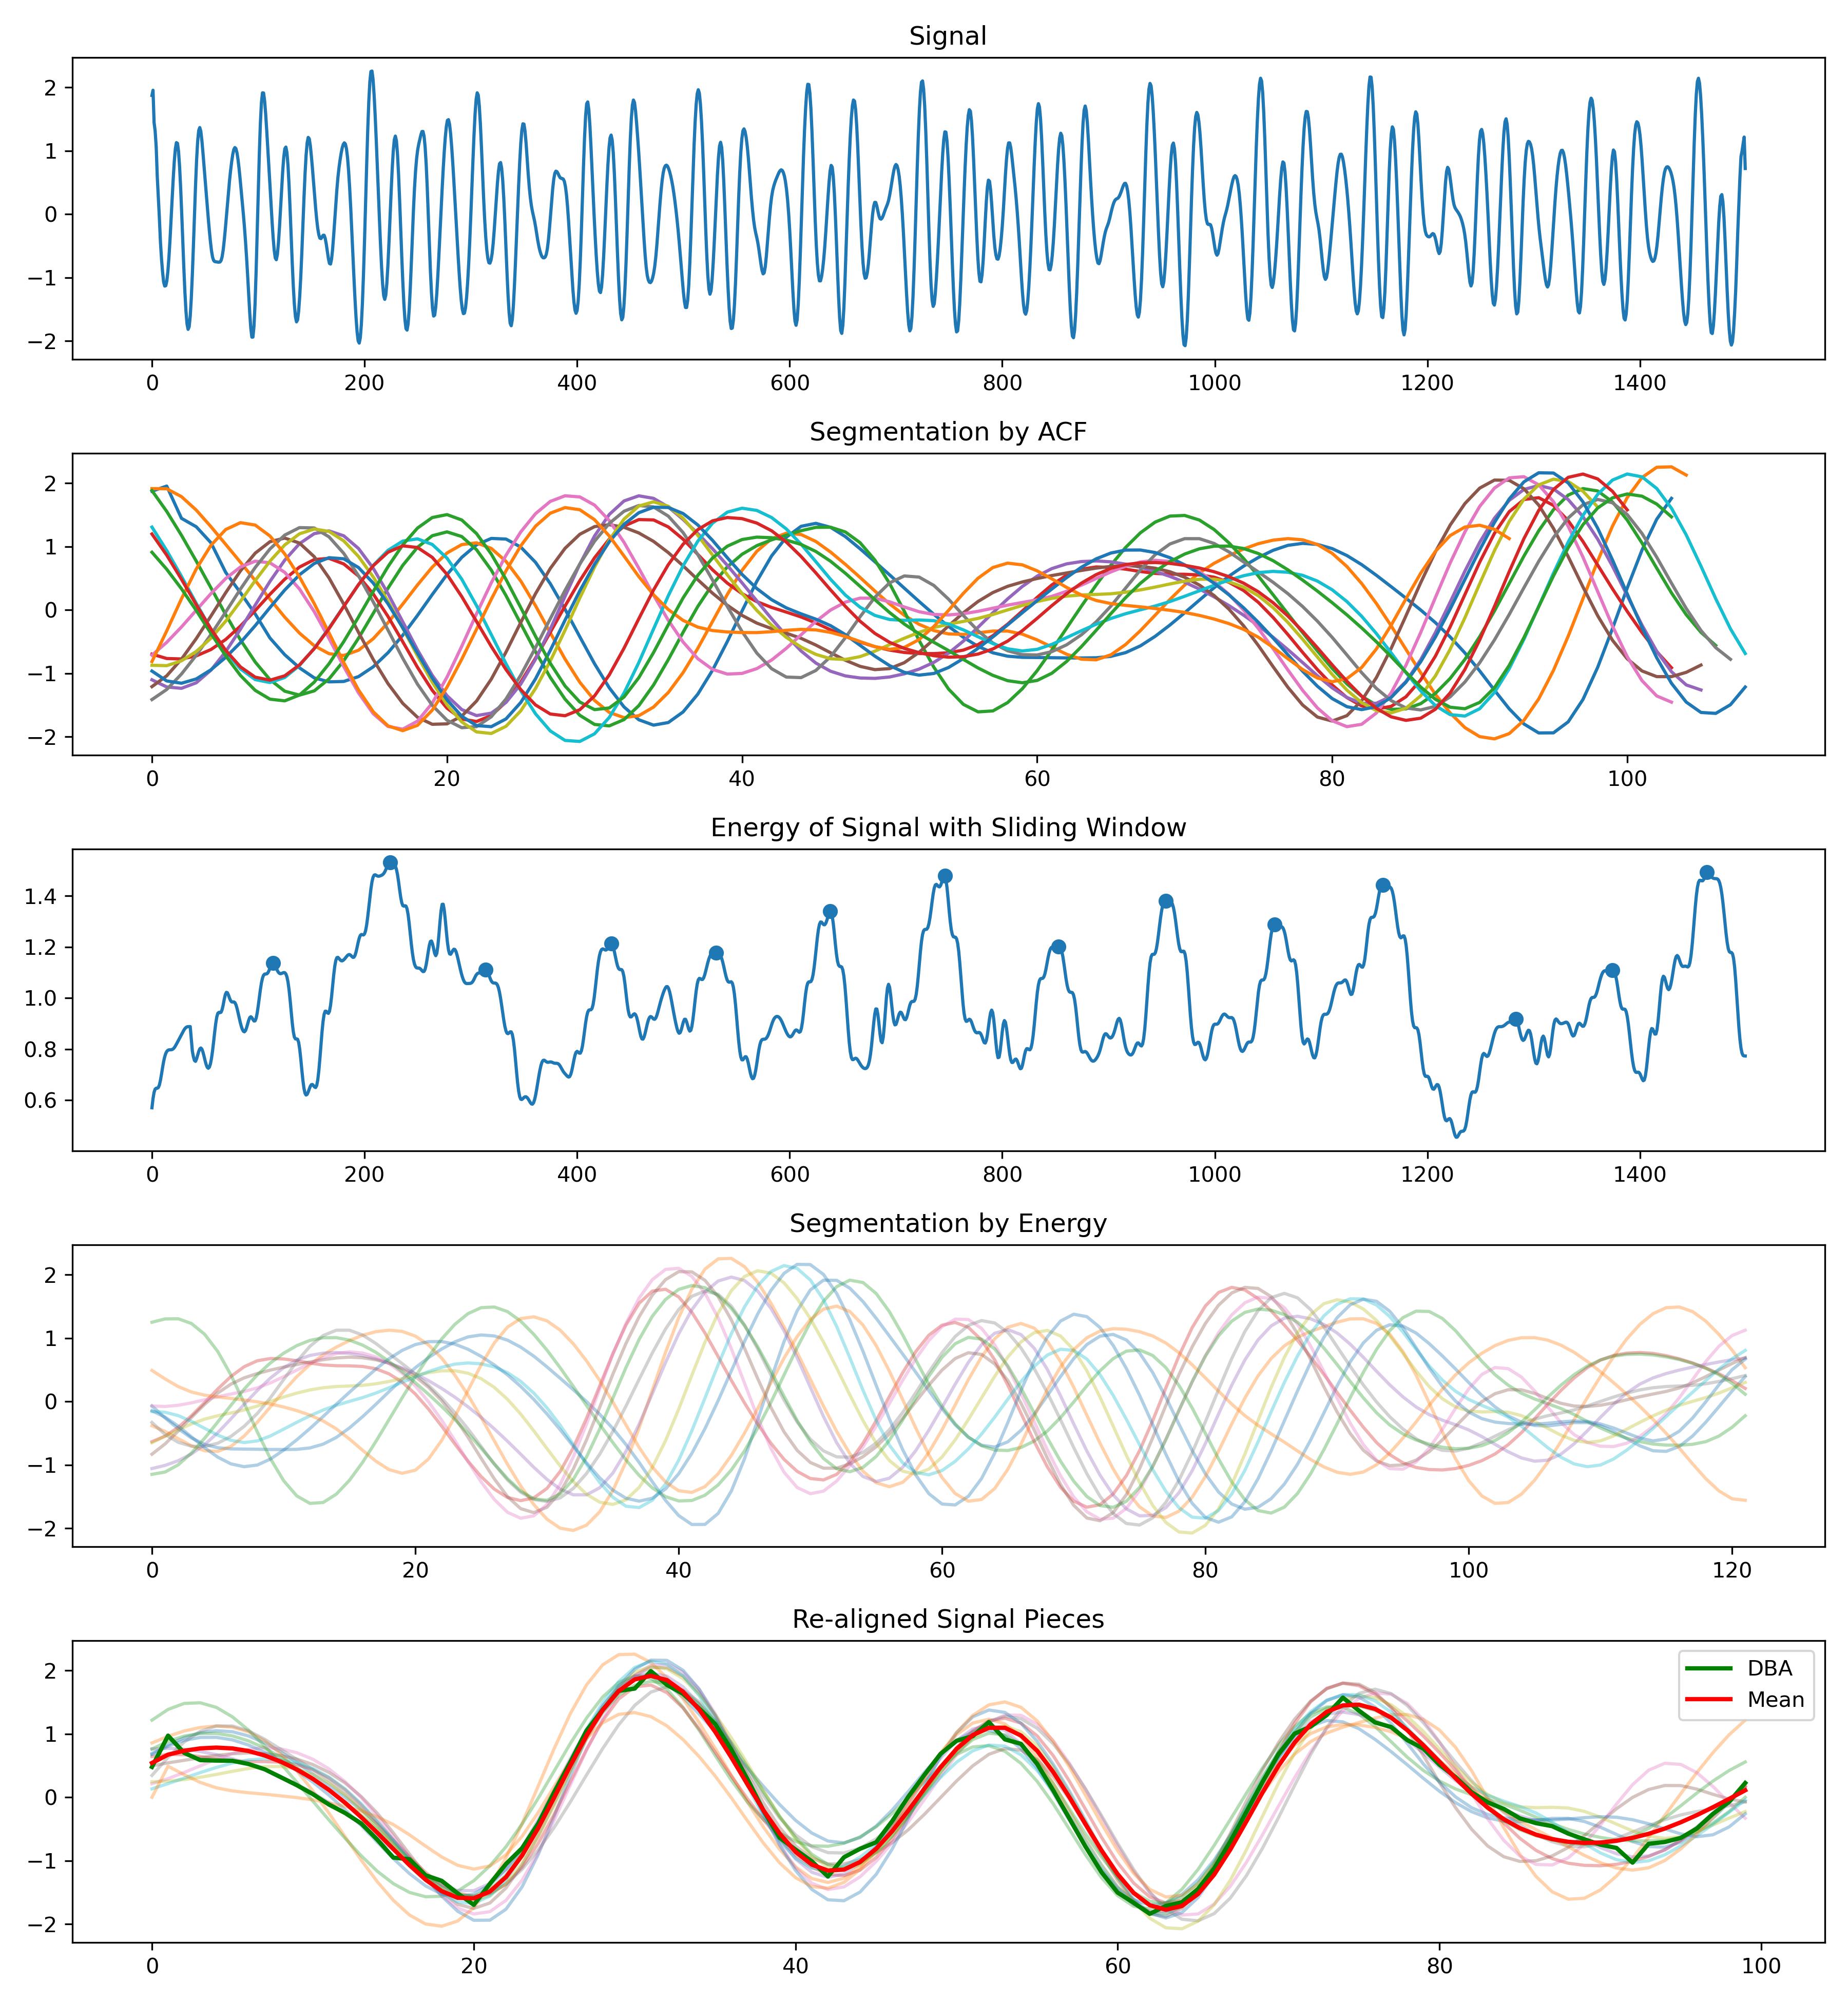 Signal
2
1
0
−1
−2
0 200 400 600 800 1000 1200 1400
Segmentation by ACF
2
1
0
−1
−2
0 20 40 60 80 100
Energy of Signal with Sliding Window
1.4
1.2
1.0
0.8
0.6
0 200 400 600 800 1000 1200 1400
Segmentation by Energy
2
1
0
−1
−2
0 20 40 60 80 100 120
Re-aligned Signal Pieces
DBA
Mean
2
1
0
−1
−2
0 20 40 60 80 100